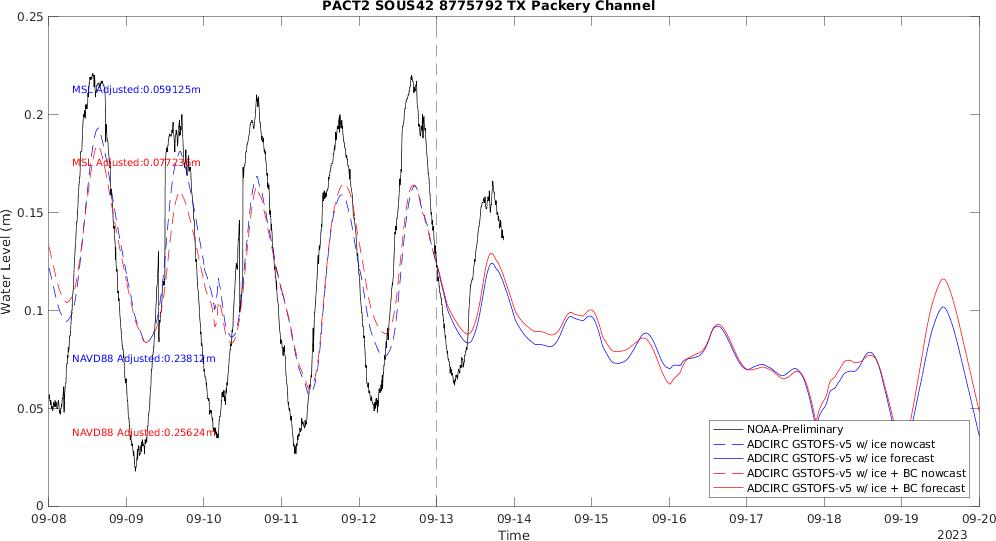 PACT2 SOUS42 8775792 TX Packery Channel
0.25
0.2
0.15
0.1
0.05
0
Water Level (m)
MSL Adjusted:0.059125m
MSL Adjusted:0.077235m
NAVD88 Adjusted:0.23812m
NAVD88 Adjusted:0.25624m
NOAA-Preliminary
ADCIRC GSTOFS-v5 w/ ice nowcast
ADCIRC GSTOFS-v5 w/ ice forecast
ADCIRC GSTOFS-v5 w/ ice + BC nowcast
ADCIRC GSTOFS-v5 w/ ice + BC forecast
09-08 09-09 09-10 09-11 09-12 09-13 09-14 09-15 09-16 09-17 09-18 09-19 09-20
Time
2023